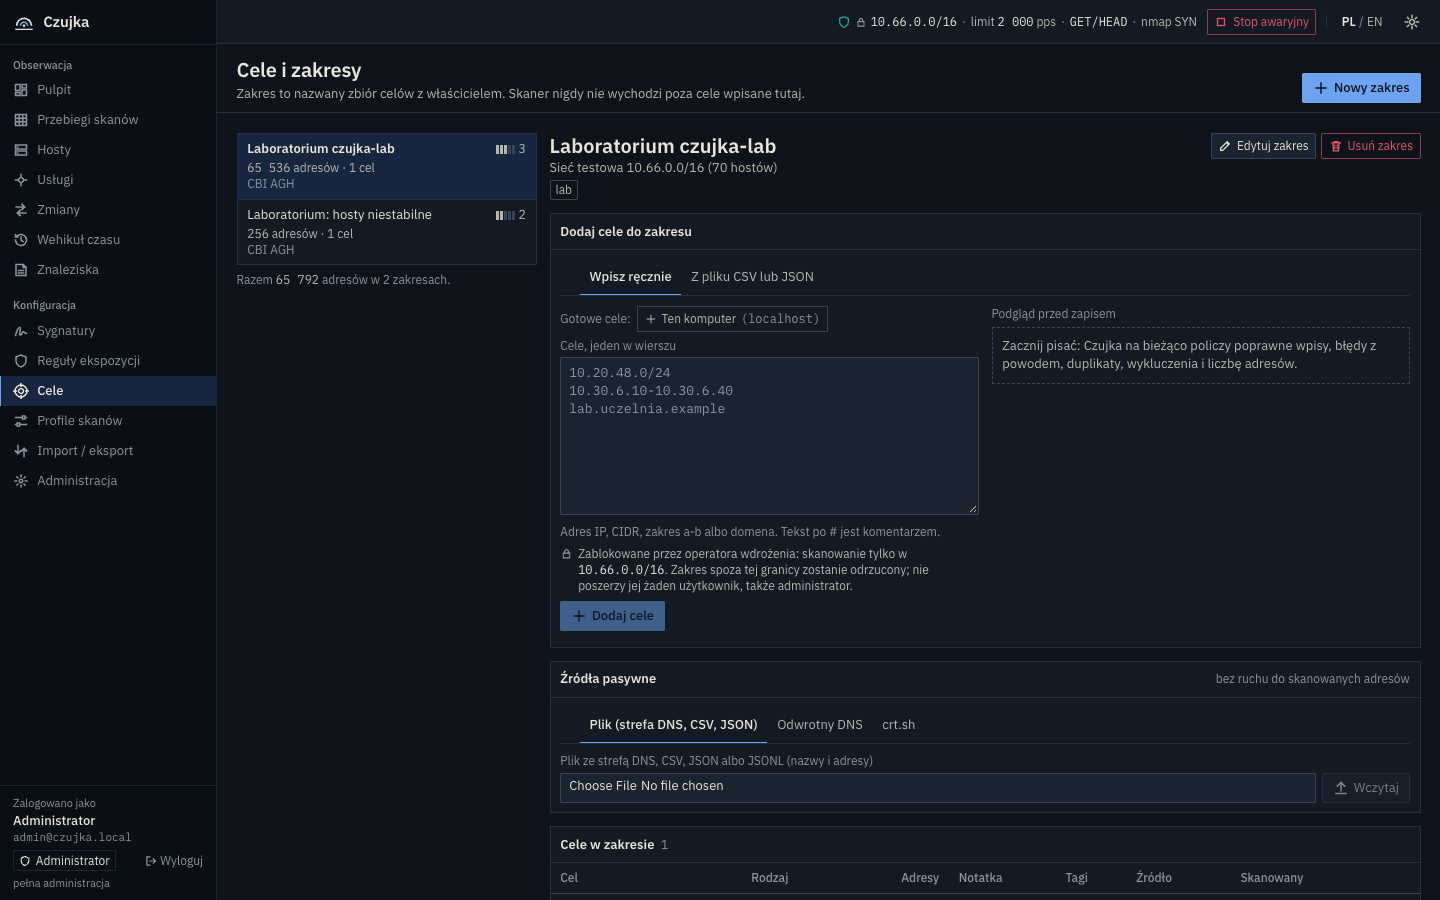 Czujka
10.66.0.0/16 · limit 2 000 pps · GET/HEAD · nmap SYN
Stop awaryjny
PL / EN
Obserwacja
Pulpit
Przebiegi skanów
Hosty
Usługi
Zmiany
Wehikuł czasu
Znaleziska
Konfiguracja
Sygnatury
Reguły ekspozycji
Cele
Profile skanów
Import / eksport
Administracja
Zalogowano jako
Administrator
admin@czujka.local
Administrator
Wyloguj
pełna administracja
Cele i zakresy
Zakres to nazwany zbiór celów z właścicielem. Skaner nigdy nie wychodzi poza cele wpisane tutaj.
Nowy zakres
Laboratorium czujka-lab 3
65 536 adresów · 1 cel
CBI AGH
Laboratorium: hosty niestabilne 2
256 adresów · 1 cel
CBI AGH
Razem 65 792 adresów w 2 zakresach.
Laboratorium czujka-lab
Edytuj zakres
Usuń zakres
Sieć testowa 10.66.0.0/16 (70 hostów)
lab
Dodaj cele do zakresu
Wpisz ręcznie
Z pliku CSV lub JSON
Gotowe cele:
Ten komputer (localhost)
Cele, jeden w wierszu
10.20.48.0/24
10.30.6.10-10.30.6.40
lab.uczelnia.example
Adres IP, CIDR, zakres a-b albo domena. Tekst po # jest komentarzem.
Zablokowane przez operatora wdrożenia: skanowanie tylko w
10.66.0.0/16. Zakres spoza tej granicy zostanie odrzucony; nie
poszerzy jej żaden użytkownik, także administrator.
Dodaj cele
Podgląd przed zapisem
Zacznij pisać: Czujka na bieżąco policzy poprawne wpisy, błędy z
powodem, duplikaty, wykluczenia i liczbę adresów.
Źródła pasywne
bez ruchu do skanowanych adresów
Plik (strefa DNS, CSV, JSON)
Odwrotny DNS
crt.sh
Plik ze strefą DNS, CSV, JSON albo JSONL (nazwy i adresy)
Choose File No file chosen
Wczytaj
Cele w zakresie 1
Cel Rodzaj Adresy Notatka Tagi Źródło Skanowany